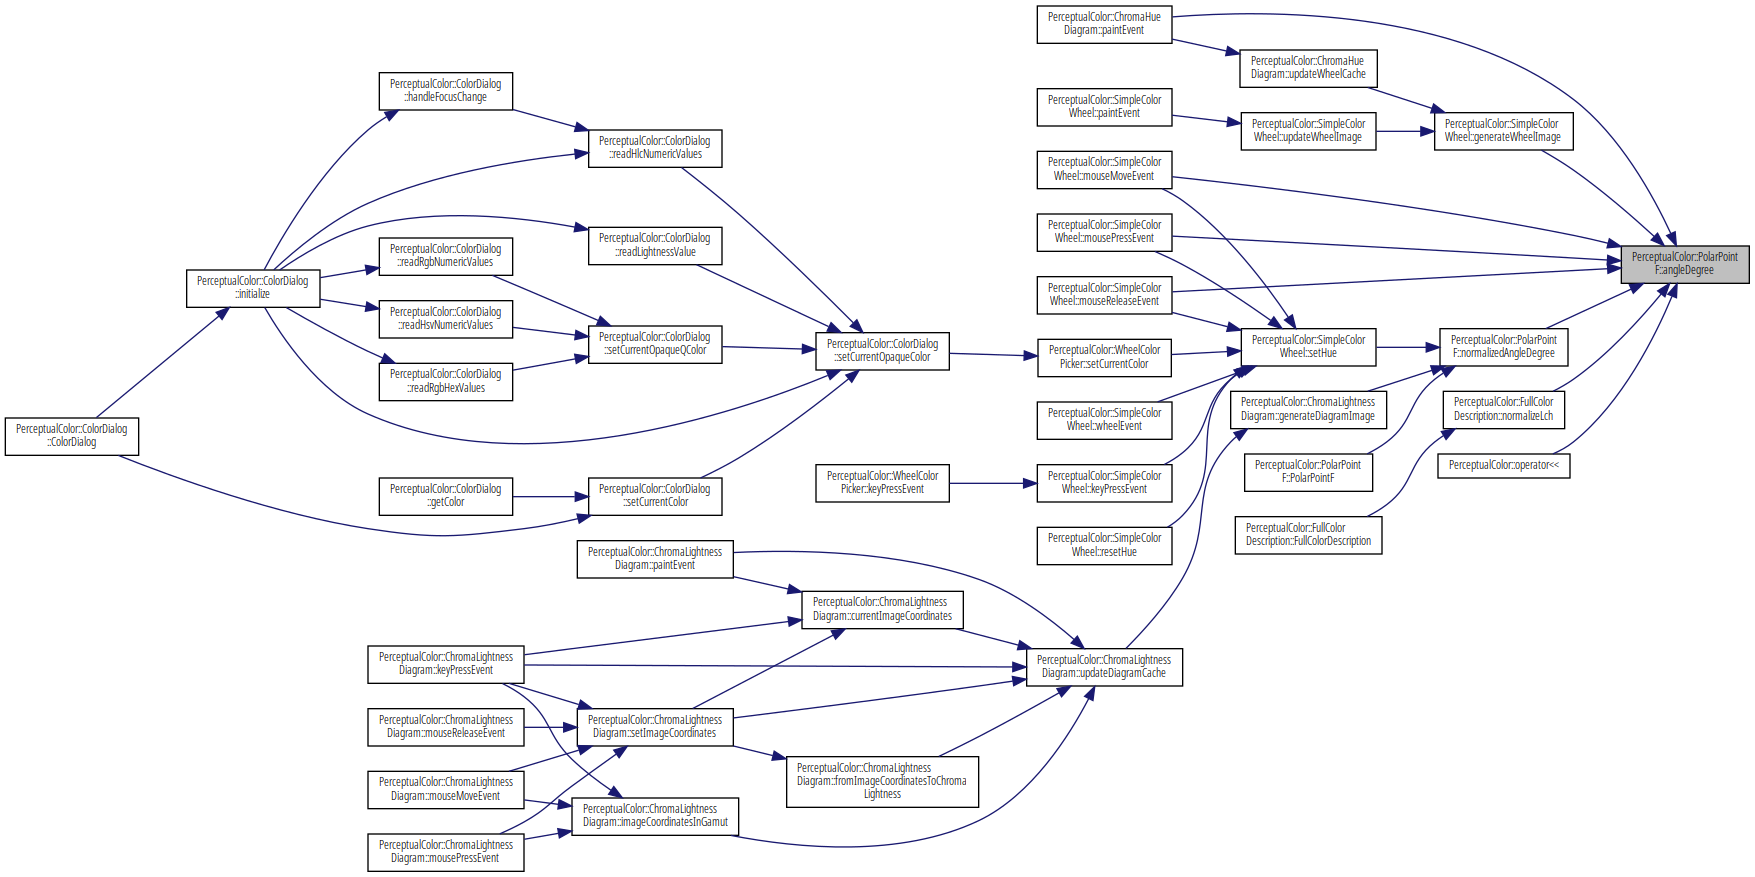 PerceptualColor::ChromaHue
Diagram::paintEvent
PerceptualColor::ChromaHue
Diagram::updateWheelCache
PerceptualColor::ColorDialog
::handleFocusChange
PerceptualColor::SimpleColor
Wheel::paintEvent
PerceptualColor::SimpleColor
Wheel::updateWheelImage
PerceptualColor::SimpleColor
Wheel::generateWheelImage
PerceptualColor::ColorDialog
::readHlcNumericValues
PerceptualColor::SimpleColor
Wheel::mouseMoveEvent
PerceptualColor::SimpleColor
Wheel::mousePressEvent
PerceptualColor::ColorDialog
::readLightnessValue
PerceptualColor::ColorDialog
::readRgbNumericValues
PerceptualColor::PolarPoint
F::angleDegree
PerceptualColor::ColorDialog
::initialize
PerceptualColor::SimpleColor
Wheel::mouseReleaseEvent
PerceptualColor::ColorDialog
::readHsvNumericValues
PerceptualColor::ColorDialog
::setCurrentOpaqueQColor
PerceptualColor::ColorDialog
::setCurrentOpaqueColor
PerceptualColor::WheelColor
Picker::setCurrentColor
PerceptualColor::SimpleColor
Wheel::setHue
PerceptualColor::PolarPoint
F::normalizedAngleDegree
PerceptualColor::ColorDialog
::readRgbHexValues
PerceptualColor::SimpleColor
Wheel::wheelEvent
PerceptualColor::ChromaLightness
Diagram::generateDiagramImage
PerceptualColor::FullColor
Description::normalizeLch
PerceptualColor::ColorDialog
::ColorDialog
PerceptualColor::WheelColor
Picker::keyPressEvent
PerceptualColor::SimpleColor
Wheel::keyPressEvent
PerceptualColor::PolarPoint
F::PolarPointF
PerceptualColor::operator<<
PerceptualColor::ColorDialog
::getColor
PerceptualColor::ColorDialog
::setCurrentColor
PerceptualColor::SimpleColor
Wheel::resetHue
PerceptualColor::FullColor
Description::FullColorDescription
PerceptualColor::ChromaLightness
Diagram::paintEvent
PerceptualColor::ChromaLightness
Diagram::currentImageCoordinates
PerceptualColor::ChromaLightness
Diagram::keyPressEvent
PerceptualColor::ChromaLightness
Diagram::updateDiagramCache
PerceptualColor::ChromaLightness
Diagram::mouseReleaseEvent
PerceptualColor::ChromaLightness
Diagram::setImageCoordinates
PerceptualColor::ChromaLightness
Diagram::fromImageCoordinatesToChroma
Lightness
PerceptualColor::ChromaLightness
Diagram::mouseMoveEvent
PerceptualColor::ChromaLightness
Diagram::imageCoordinatesInGamut
PerceptualColor::ChromaLightness
Diagram::mousePressEvent